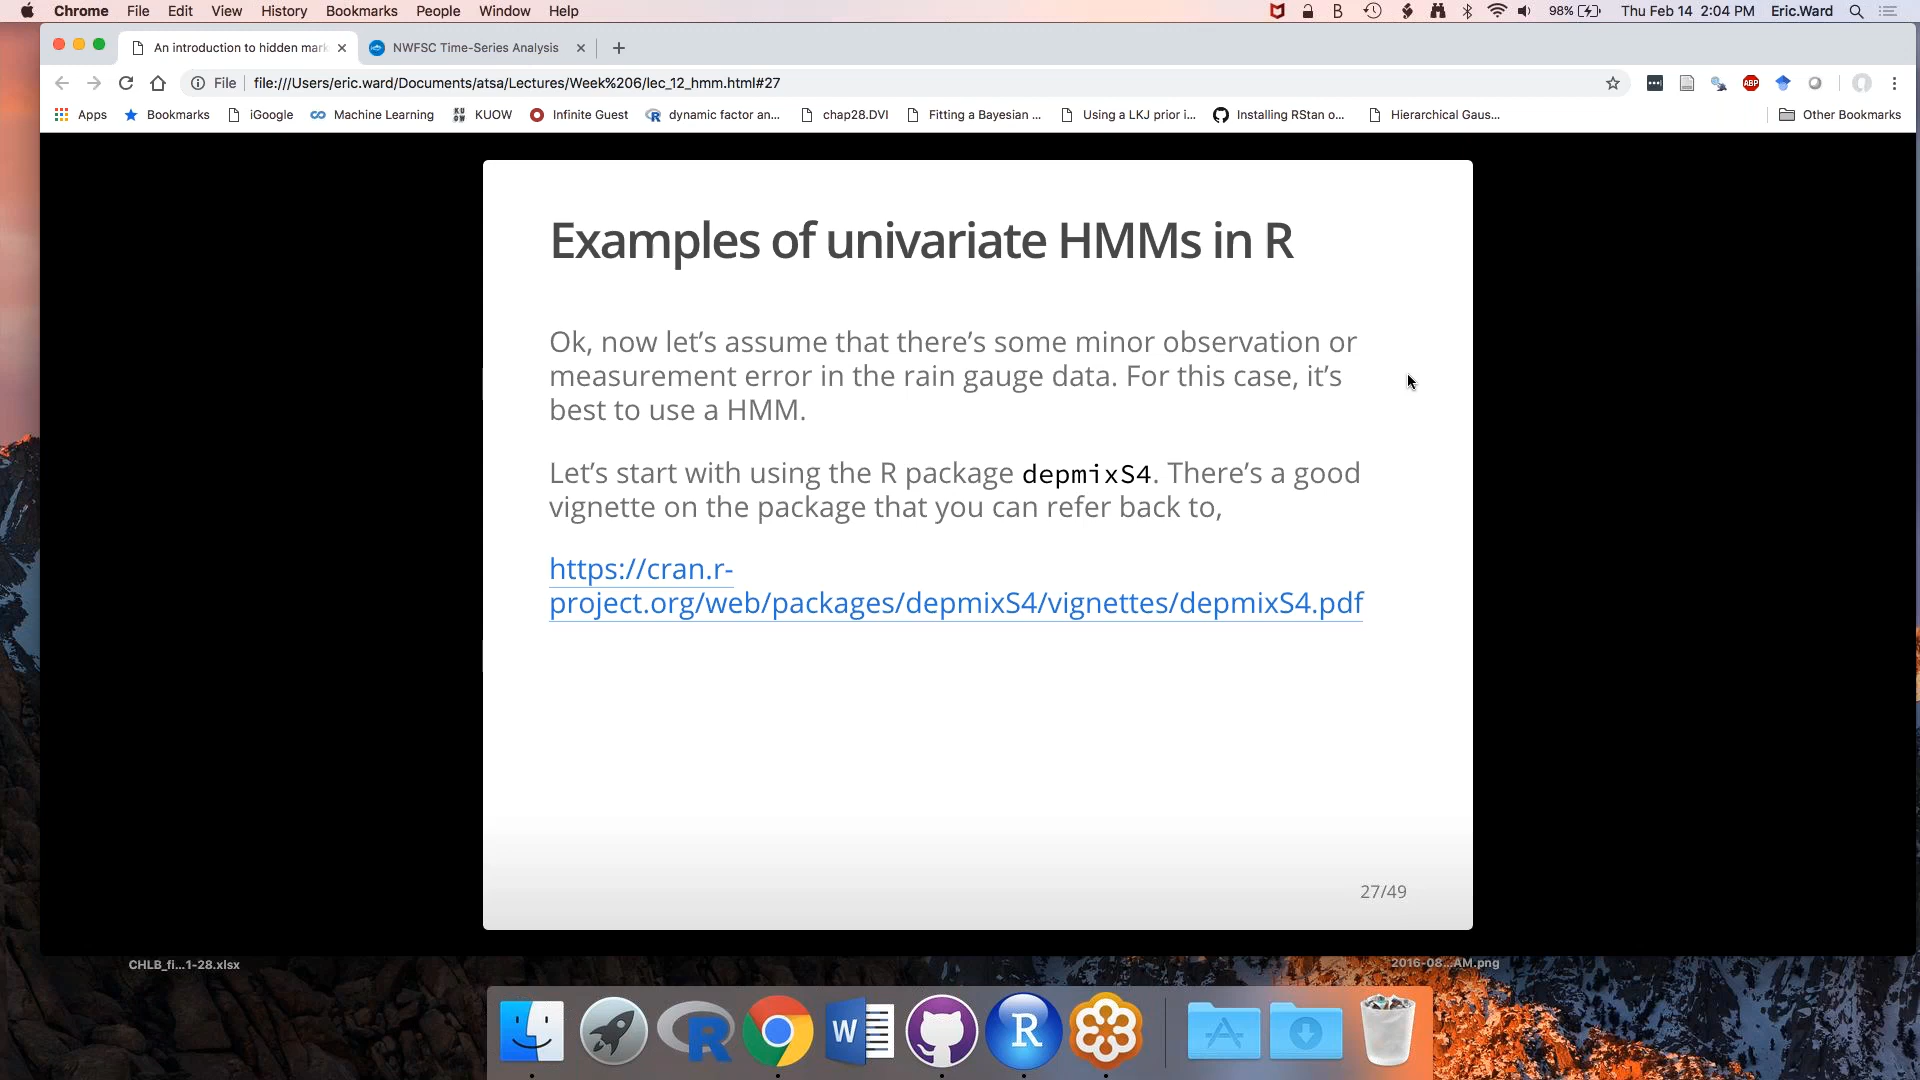 Chrome File Edit View History Bookmarks People Window Help 98% Thu Feb 14 2:04 PM Eric.Ward
An introduction to hidden mark NWFSC Time-Series Analysis
File file:///Users/eric.ward/Documents/atsa/Lectures/Week%206/lec_12_hmm.html#27
Apps Bookmarks iGoogle Machine Learning KUOW Infinite Guest dynamic factor an... chap28.DVI Fitting a Bayesian ... Using a LKJ prior i... Installing RStan o... Hierarchical Gaus... Other Bookmarks
Examples of univariate HMMs in R
Ok, now let's assume that there's some minor observation or
measurement error in the rain gauge data. For this case, it's
best to use a HMM.
Let's start with using the R package depmixS4. There's a good
vignette on the package that you can refer back to,
https://cran.r-
project.org/web/packages/depmixS4/vignettes/depmixS4.pdf
27/49
CHLB_fi...1-28.xlsx 2016-08...AM.png